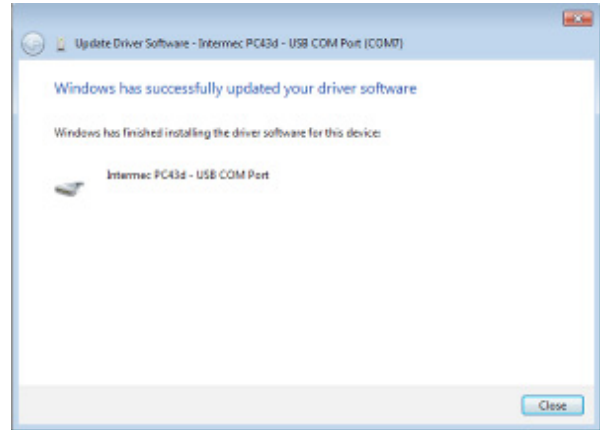 Update Driver Software - Intermec PC43d - USB COM Port (COM7)
Windows has successfully updated your driver software
Windows has finished installing the driver software for this device:
Intermec PC43d - USB COM Port
Close